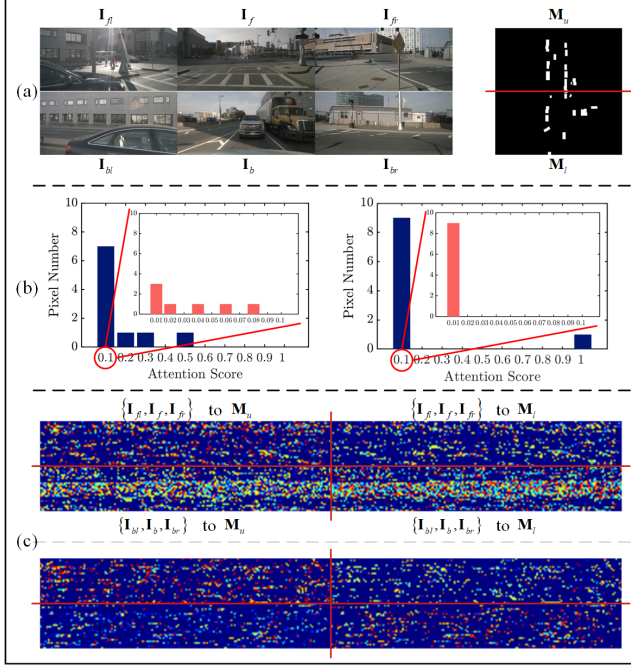 I_fl I_f I_fr M_u
(a)
I_bl I_b I_br M_l
(b)
Pixel Number
10
8
6
4
2
0
10
8
6
4
2
0
0.01 0.02 0.03 0.04 0.05 0.06 0.07 0.08 0.09 0.1
0.1 0.2 0.3 0.4 0.5 0.6 0.7 0.8 0.9 1
Attention Score
Pixel Number
10
8
6
4
2
0
10
8
6
4
2
0
0.01 0.02 0.03 0.04 0.05 0.06 0.07 0.08 0.09 0.1
0.1 0.2 0.3 0.4 0.5 0.6 0.7 0.8 0.9 1
Attention Score
{I_fl, I_f, I_fr} to M_u {I_fl, I_f, I_fr} to M_l
(c)
{I_bl, I_b, I_br} to M_u {I_bl, I_b, I_br} to M_l